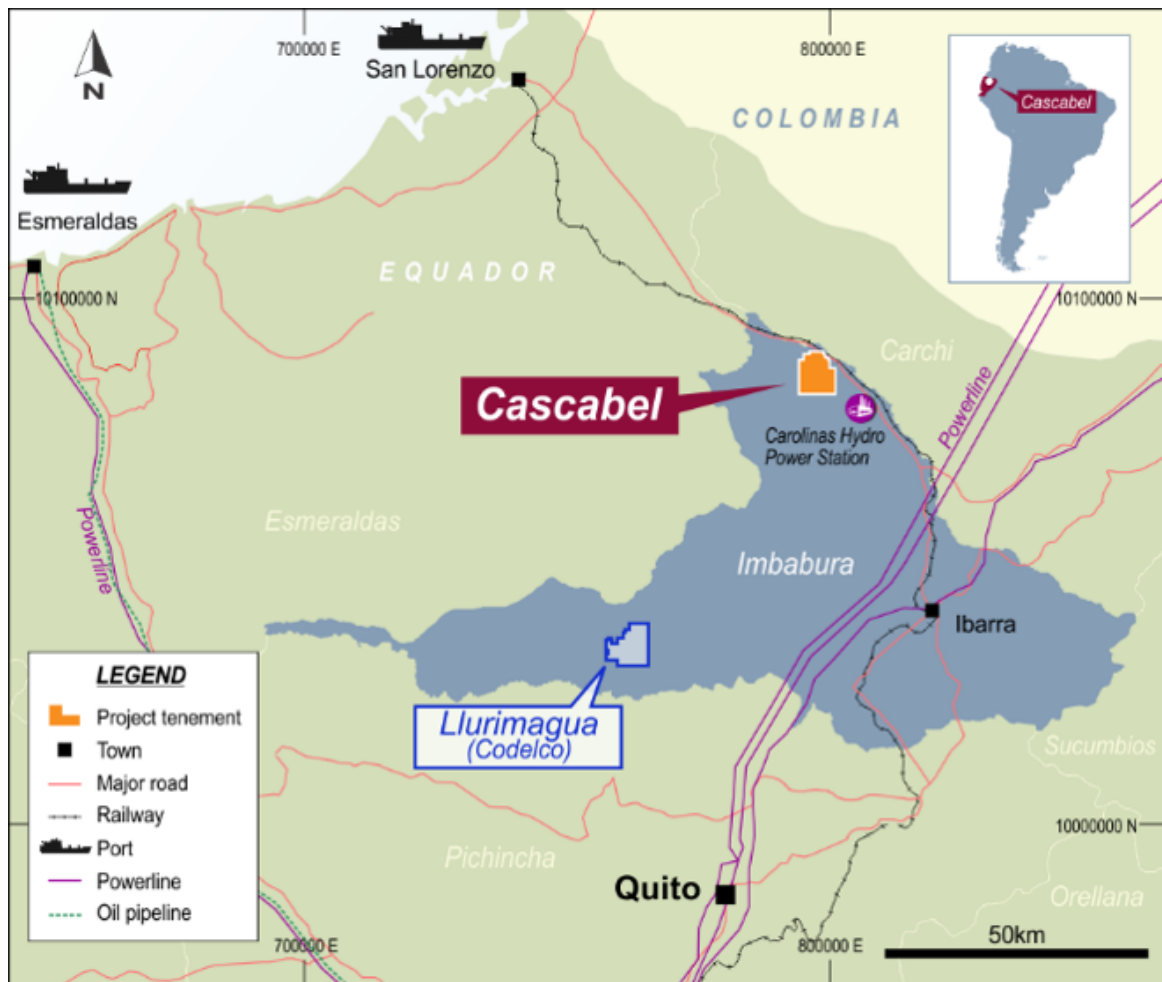 700000 E
800000 E
N
San Lorenzo
COLOMBIA
Cascabel
Esmeraldas
EQUADOR
10100000 N
10100000 N
Carchi
Cascabel
Powerline
Carolinas Hydro
Power Station
Esmeraldas
Powerline
Imbabura
Ibarra
LEGEND
Project tenement
Town
Major road
Railway
Port
Powerline
Oil pipeline
Llurimagua
(Codelco)
Sucumbios
10000000 N
Pichincha
Quito
Orellana
700000 E
800000 E
50km